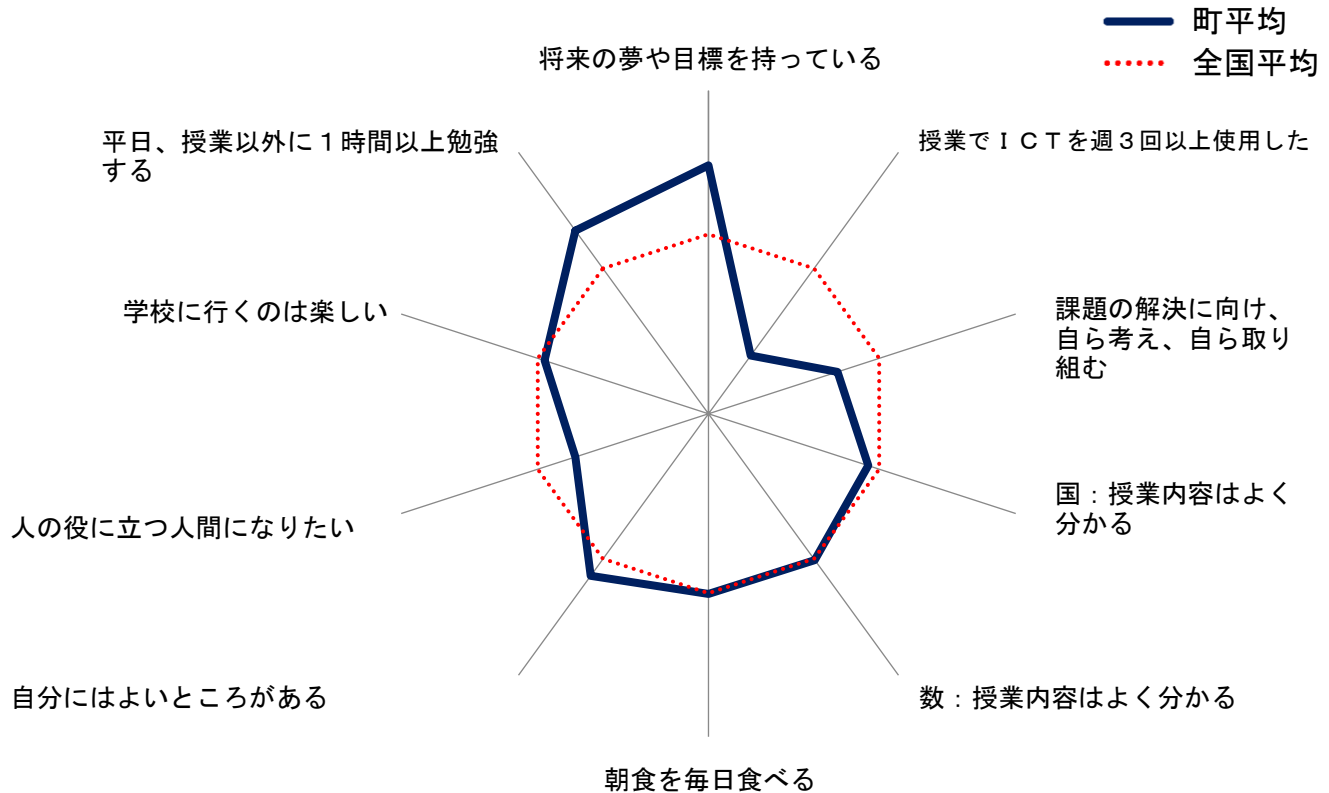 町平均
全国平均
将来の夢や目標を持っている
授業でＩＣＴを週３回以上使用した
課題の解決に向け、
自ら考え、自ら取り
組む
国：授業内容はよく
分かる
数：授業内容はよく分かる
朝食を毎日食べる
自分にはよいところがある
人の役に立つ人間になりたい
学校に行くのは楽しい
平日、授業以外に１時間以上勉強
する